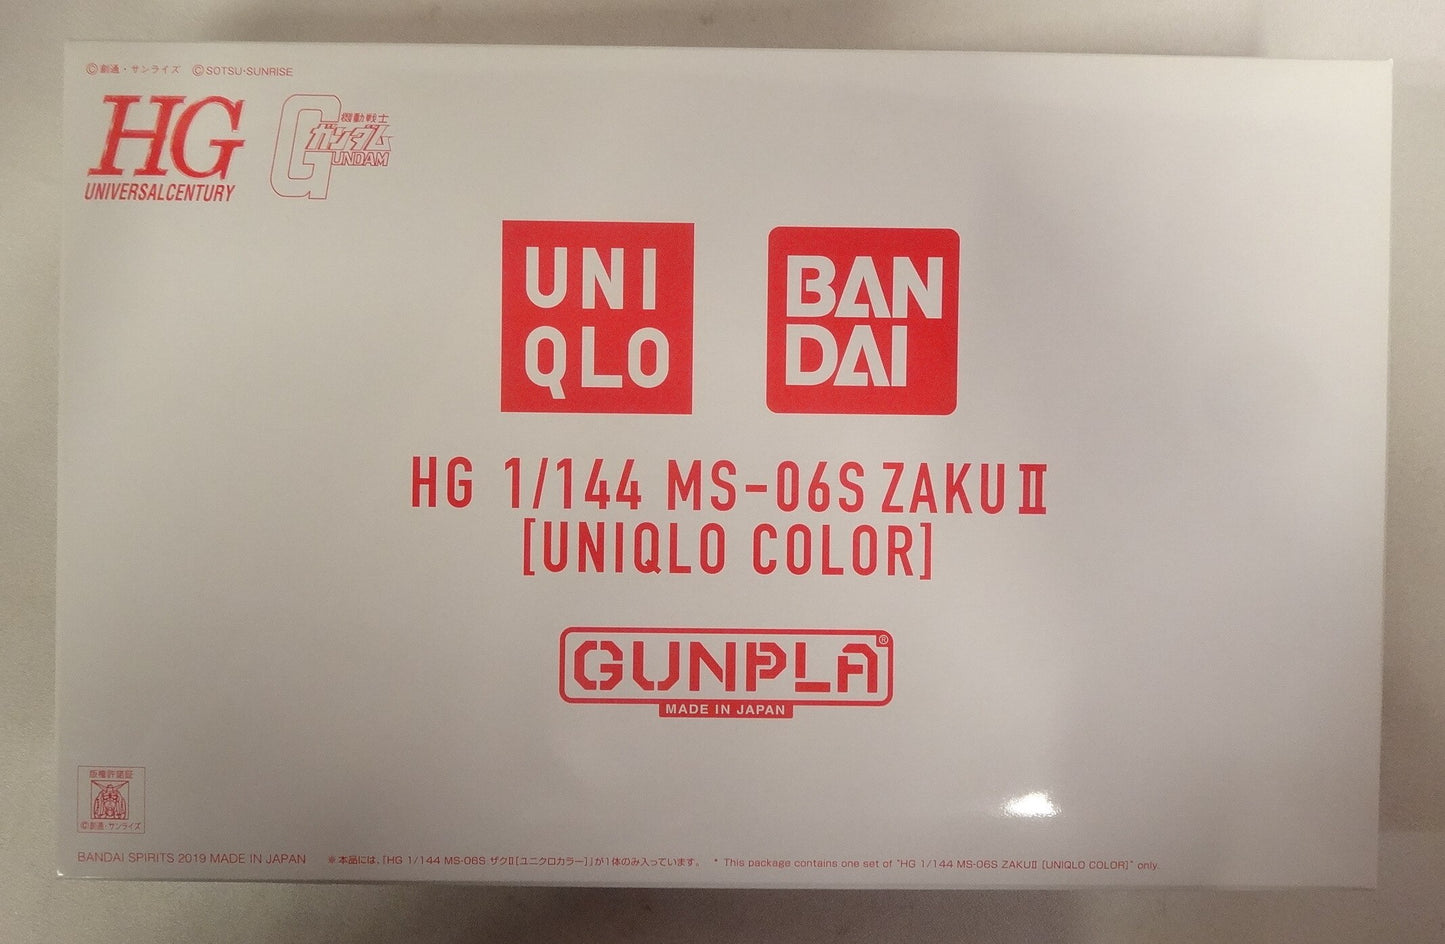 ©創通・サンライズ ©SOTSU・SUNRISE
HG
UNIVERSALCENTURY
機動戦士
ガンダム
GUNDAM
UNI
QLO
BAN
DAI
HG 1/144 MS-06S ZAKUⅡ
[UNIQLO COLOR]
GUNPLA®
MADE IN JAPAN
版権許諾証
©創通・サンライズ
BANDAI SPIRITS 2019 MADE IN JAPAN ※本品には、「HG 1/144 MS-06S ザクⅡ[ユニクロカラー]」が1体のみ入っています。 * This package contains one set of "HG 1/144 MS-06S ZAKUⅡ [UNIQLO COLOR]" only.